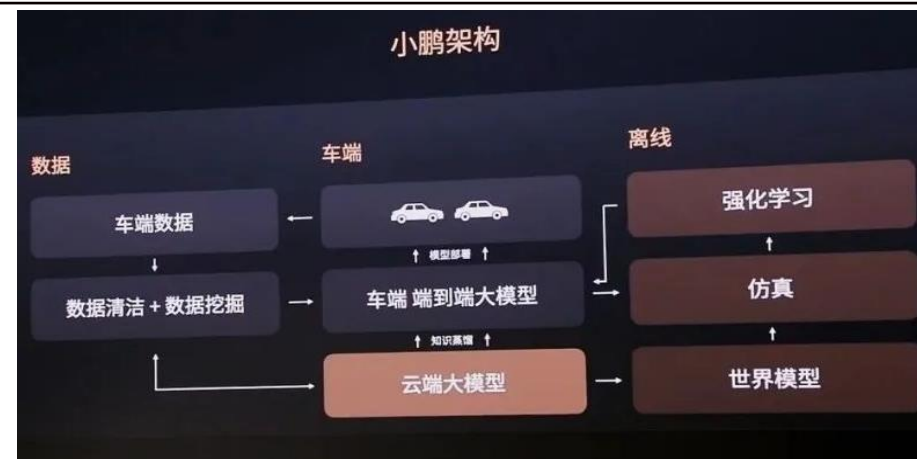 小鹏架构
数据
车端
离线
车端数据
强化学习
模型部署
数据清洁 + 数据挖掘
车端 端到端大模型
仿真
知识蒸馏
云端大模型
世界模型